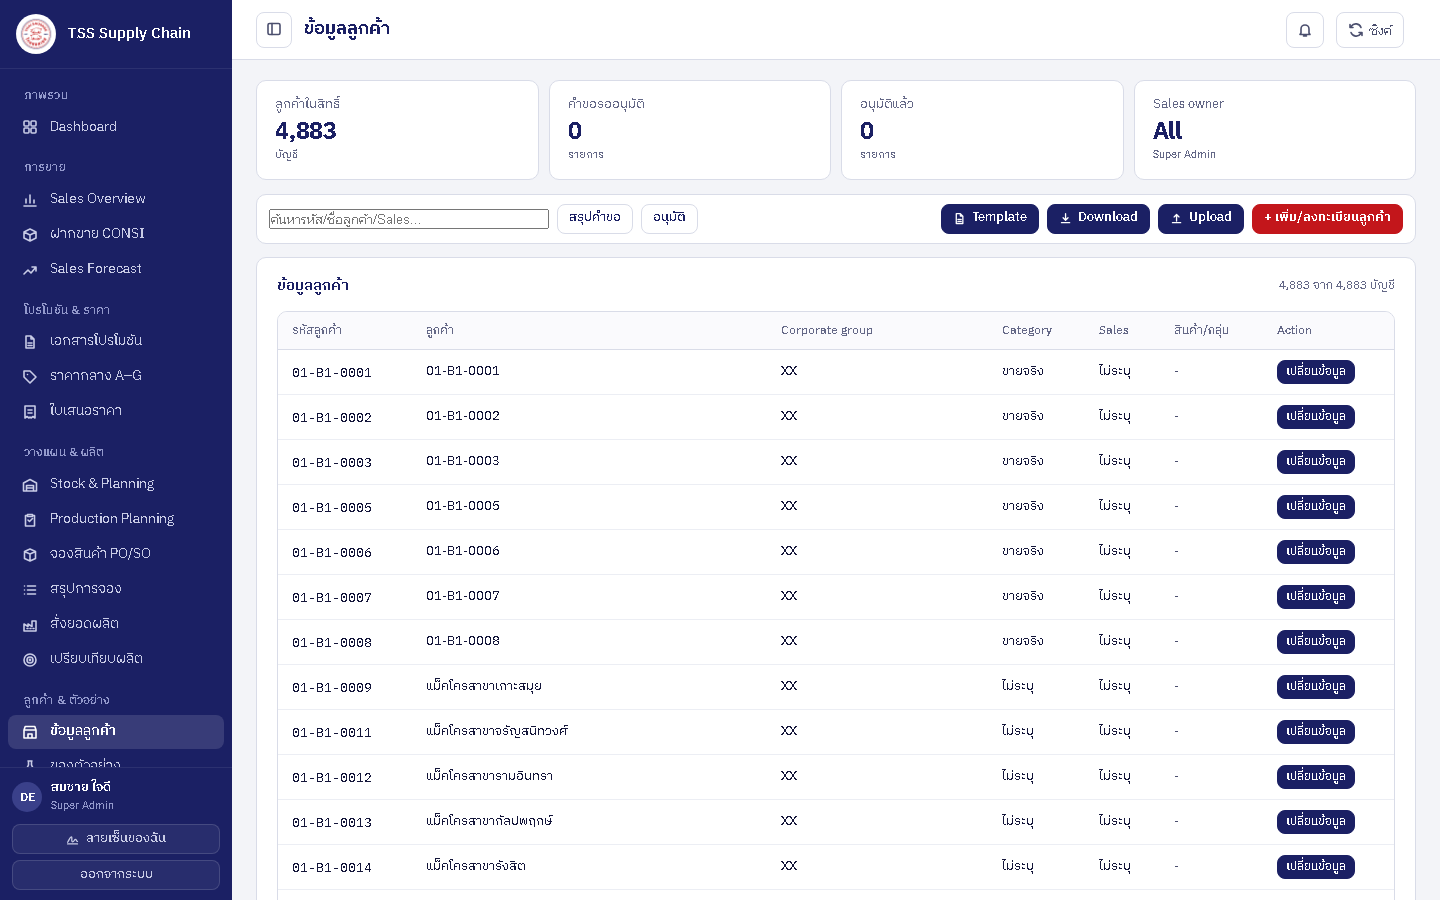 TSS Supply Chain
ภาพรวม
Dashboard
การขาย
Sales Overview
ฝากขาย CONSI
Sales Forecast
โปรโมชัน & ราคา
เอกสารโปรโมชัน
ราคากลาง A–G
ใบเสนอราคา
วางแผน & ผลิต
Stock & Planning
Production Planning
จองสินค้า PO/SO
สรุปการจอง
สั่งยอดผลิต
เปรียบเทียบผลิต
ลูกค้า & ตัวอย่าง
ข้อมูลลูกค้า
ของตัวอย่าง
DE
สมชาย ใจดี
Super Admin
ลายเซ็นของฉัน
ออกจากระบบ
ข้อมูลลูกค้า
ซิงค์
ลูกค้าในสิทธิ์
4,883
บัญชี
คำขอรออนุมัติ
0
รายการ
อนุมัติแล้ว
0
รายการ
Sales owner
All
Super Admin
ค้นหารหัส/ชื่อลูกค้า/Sales... สรุปคำขอ อนุมัติ Template Download Upload + เพิ่ม/ลงทะเบียนลูกค้า
ข้อมูลลูกค้า 4,883 จาก 4,883 บัญชี
รหัสลูกค้า ลูกค้า Corporate group Category Sales สินค้า/กลุ่ม Action
01-B1-0001 01-B1-0001 XX ขายจริง ไม่ระบุ - เปลี่ยนข้อมูล
01-B1-0002 01-B1-0002 XX ขายจริง ไม่ระบุ - เปลี่ยนข้อมูล
01-B1-0003 01-B1-0003 XX ขายจริง ไม่ระบุ - เปลี่ยนข้อมูล
01-B1-0005 01-B1-0005 XX ขายจริง ไม่ระบุ - เปลี่ยนข้อมูล
01-B1-0006 01-B1-0006 XX ขายจริง ไม่ระบุ - เปลี่ยนข้อมูล
01-B1-0007 01-B1-0007 XX ขายจริง ไม่ระบุ - เปลี่ยนข้อมูล
01-B1-0008 01-B1-0008 XX ขายจริง ไม่ระบุ - เปลี่ยนข้อมูล
01-B1-0009 แม็คโครสาขาเกาะสมุย XX ไม่ระบุ ไม่ระบุ - เปลี่ยนข้อมูล
01-B1-0011 แม็คโครสาขาจรัญสนิทวงศ์ XX ไม่ระบุ ไม่ระบุ - เปลี่ยนข้อมูล
01-B1-0012 แม็คโครสาขารามอินทรา XX ไม่ระบุ ไม่ระบุ - เปลี่ยนข้อมูล
01-B1-0013 แม็คโครสาขากัลปพฤกษ์ XX ไม่ระบุ ไม่ระบุ - เปลี่ยนข้อมูล
01-B1-0014 แม็คโครสาขารังสิต XX ไม่ระบุ ไม่ระบุ - เปลี่ยนข้อมูล